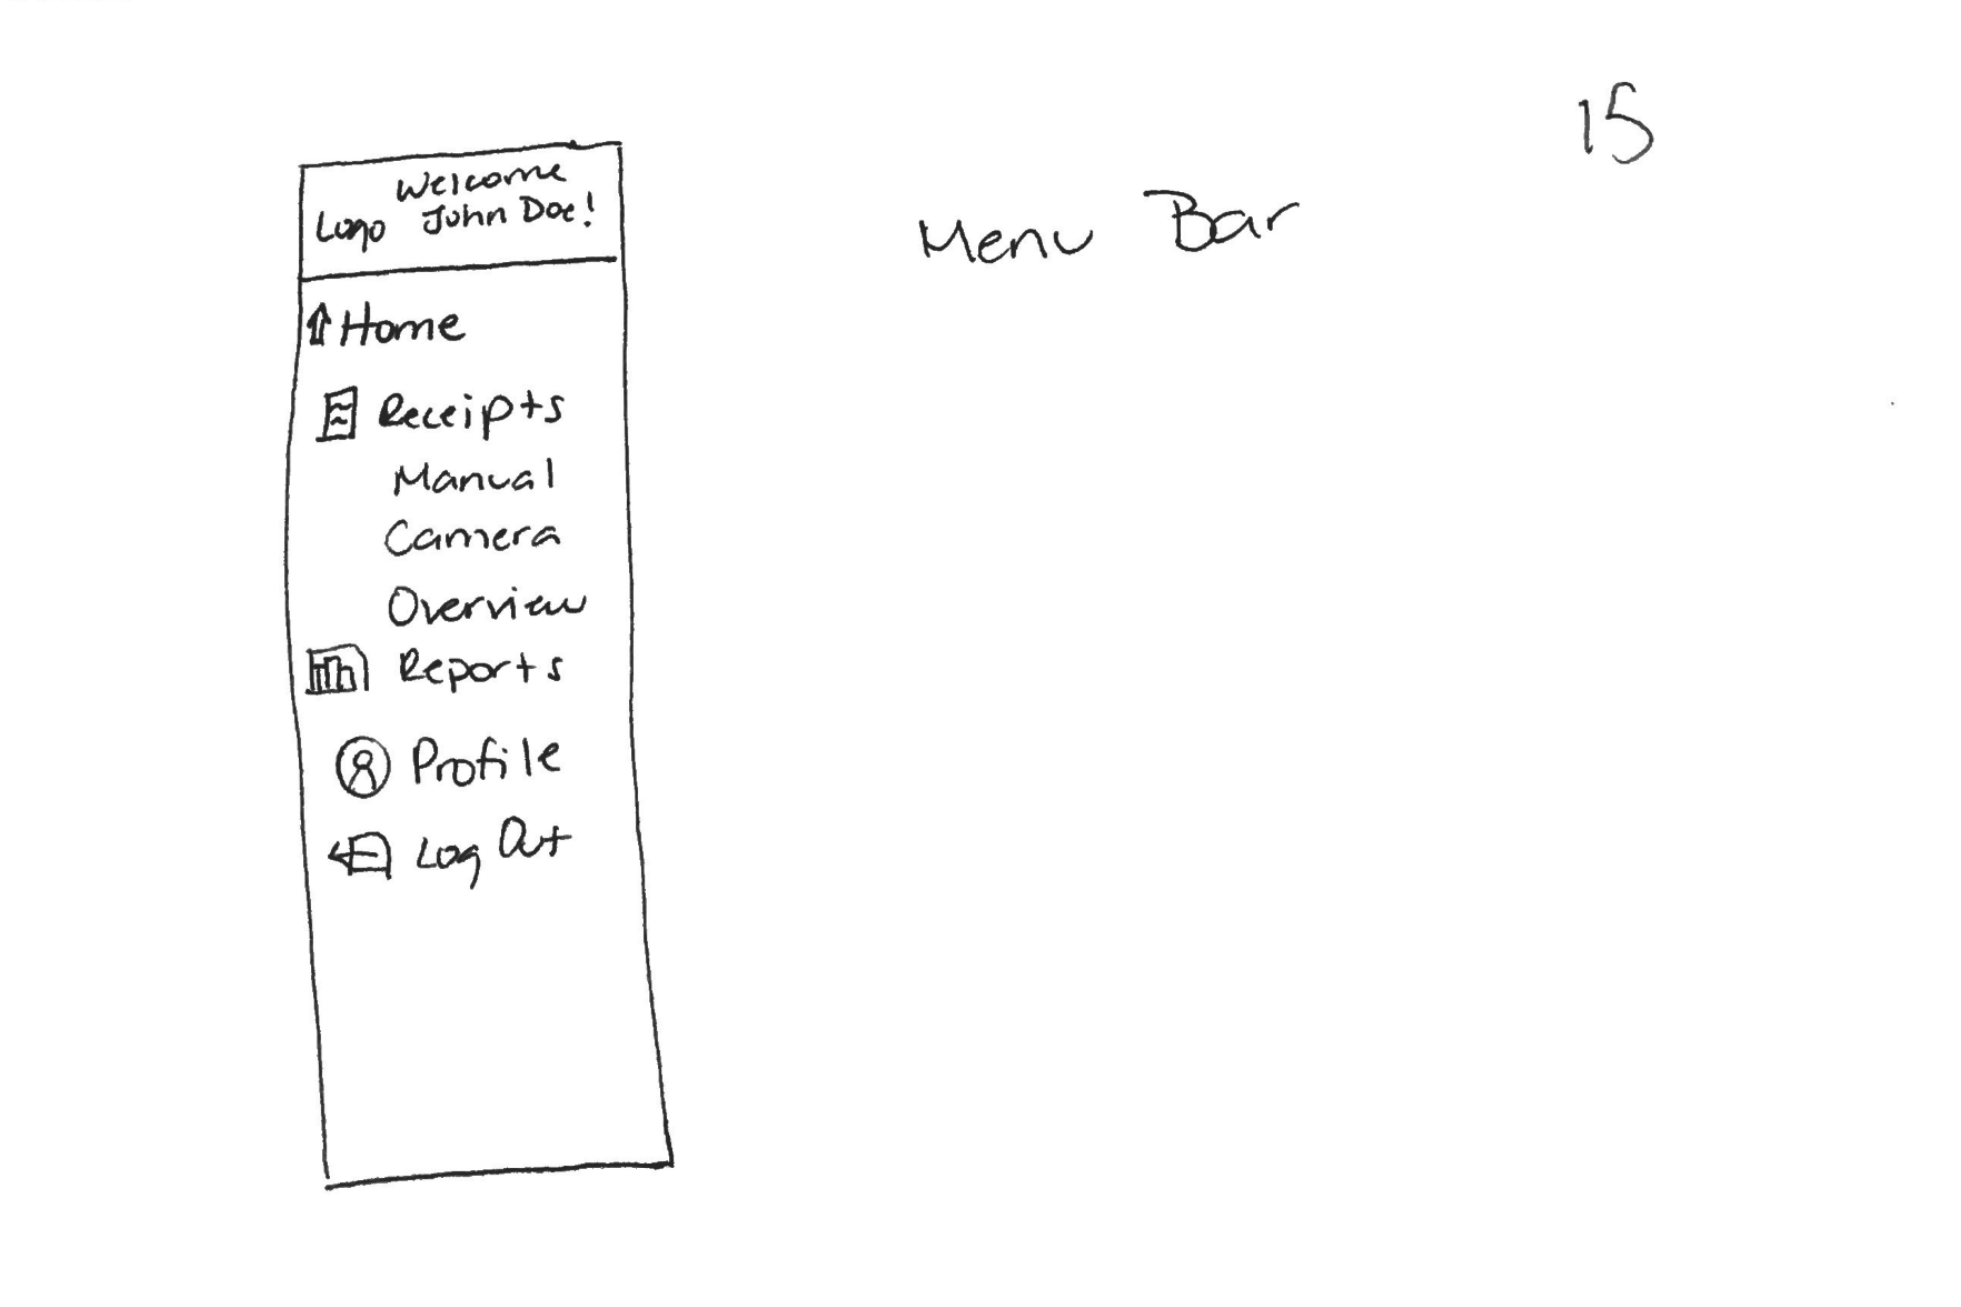 15
Menu Bar
Welcome
Logo John Doe!
Home
Receipts
Manual
Camera
Overview
Reports
Profile
Log Out